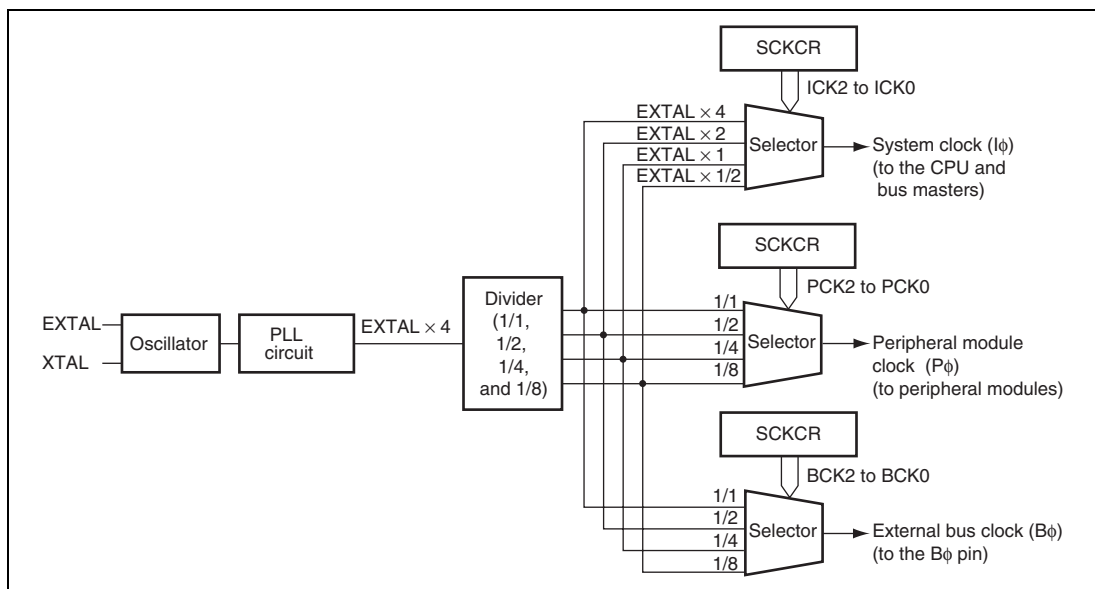 SCKCR
ICK2 to ICK0
EXTAL × 4
EXTAL × 2
EXTAL × 1
EXTAL × 1/2
Selector
System clock (Iϕ)
(to the CPU and
bus masters)
SCKCR
PCK2 to PCK0
EXTAL
XTAL
Oscillator
PLL
circuit
EXTAL × 4
Divider
(1/1,
1/2,
1/4,
and 1/8)
1/1
1/2
1/4
1/8
Selector
Peripheral module
clock (Pϕ)
(to peripheral modules)
SCKCR
BCK2 to BCK0
1/1
1/2
1/4
1/8
Selector
External bus clock (Bϕ)
(to the Bϕ pin)